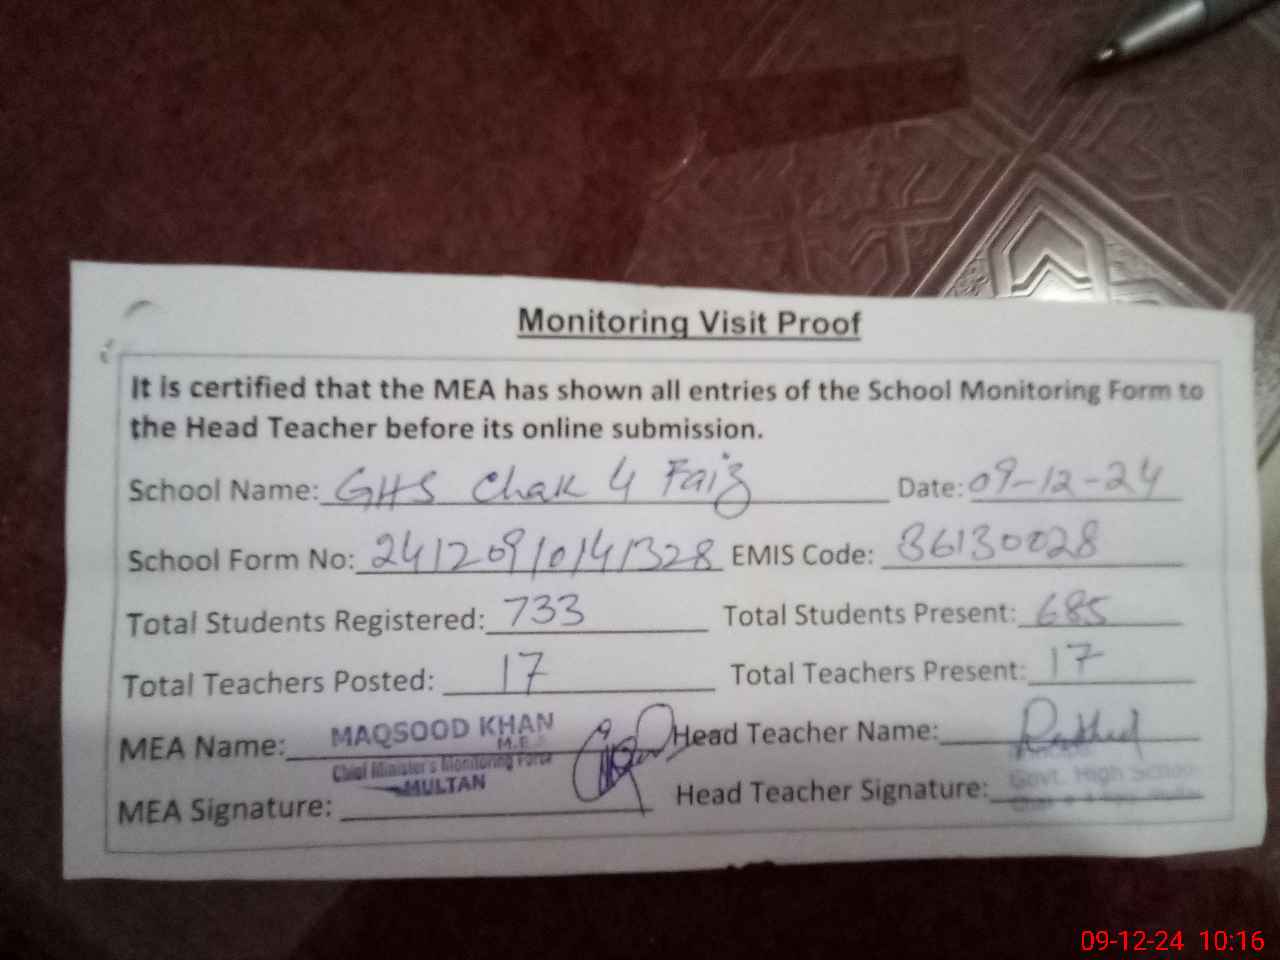 Monitoring Visit Proof
It is certified that the MEA has shown all entries of the School Monitoring Form to
the Head Teacher before its online submission.
School Name: GHS Chak 4 Faiz Date: 09-12-24
School Form No: 24120910141328 EMIS Code: 36130028
Total Students Registered: 733 Total Students Present: 685
Total Teachers Posted: 17 Total Teachers Present: 17
MEA Name: MAQSOOD KHAN Head Teacher Name:
M.E.
Chief Minister's Monitoring Force
MULTAN
MEA Signature: Head Teacher Signature: Govt. High School
09-12-24 10:16